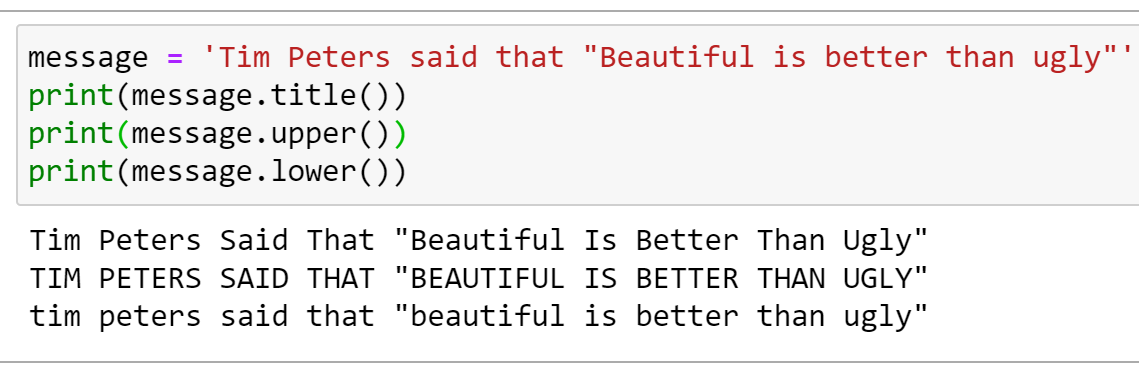 message = 'Tim Peters said that "Beautiful is better than ugly"'
print(message.title())
print(message.upper())
print(message.lower())
Tim Peters Said That "Beautiful Is Better Than Ugly"
TIM PETERS SAID THAT "BEAUTIFUL IS BETTER THAN UGLY"
tim peters said that "beautiful is better than ugly"